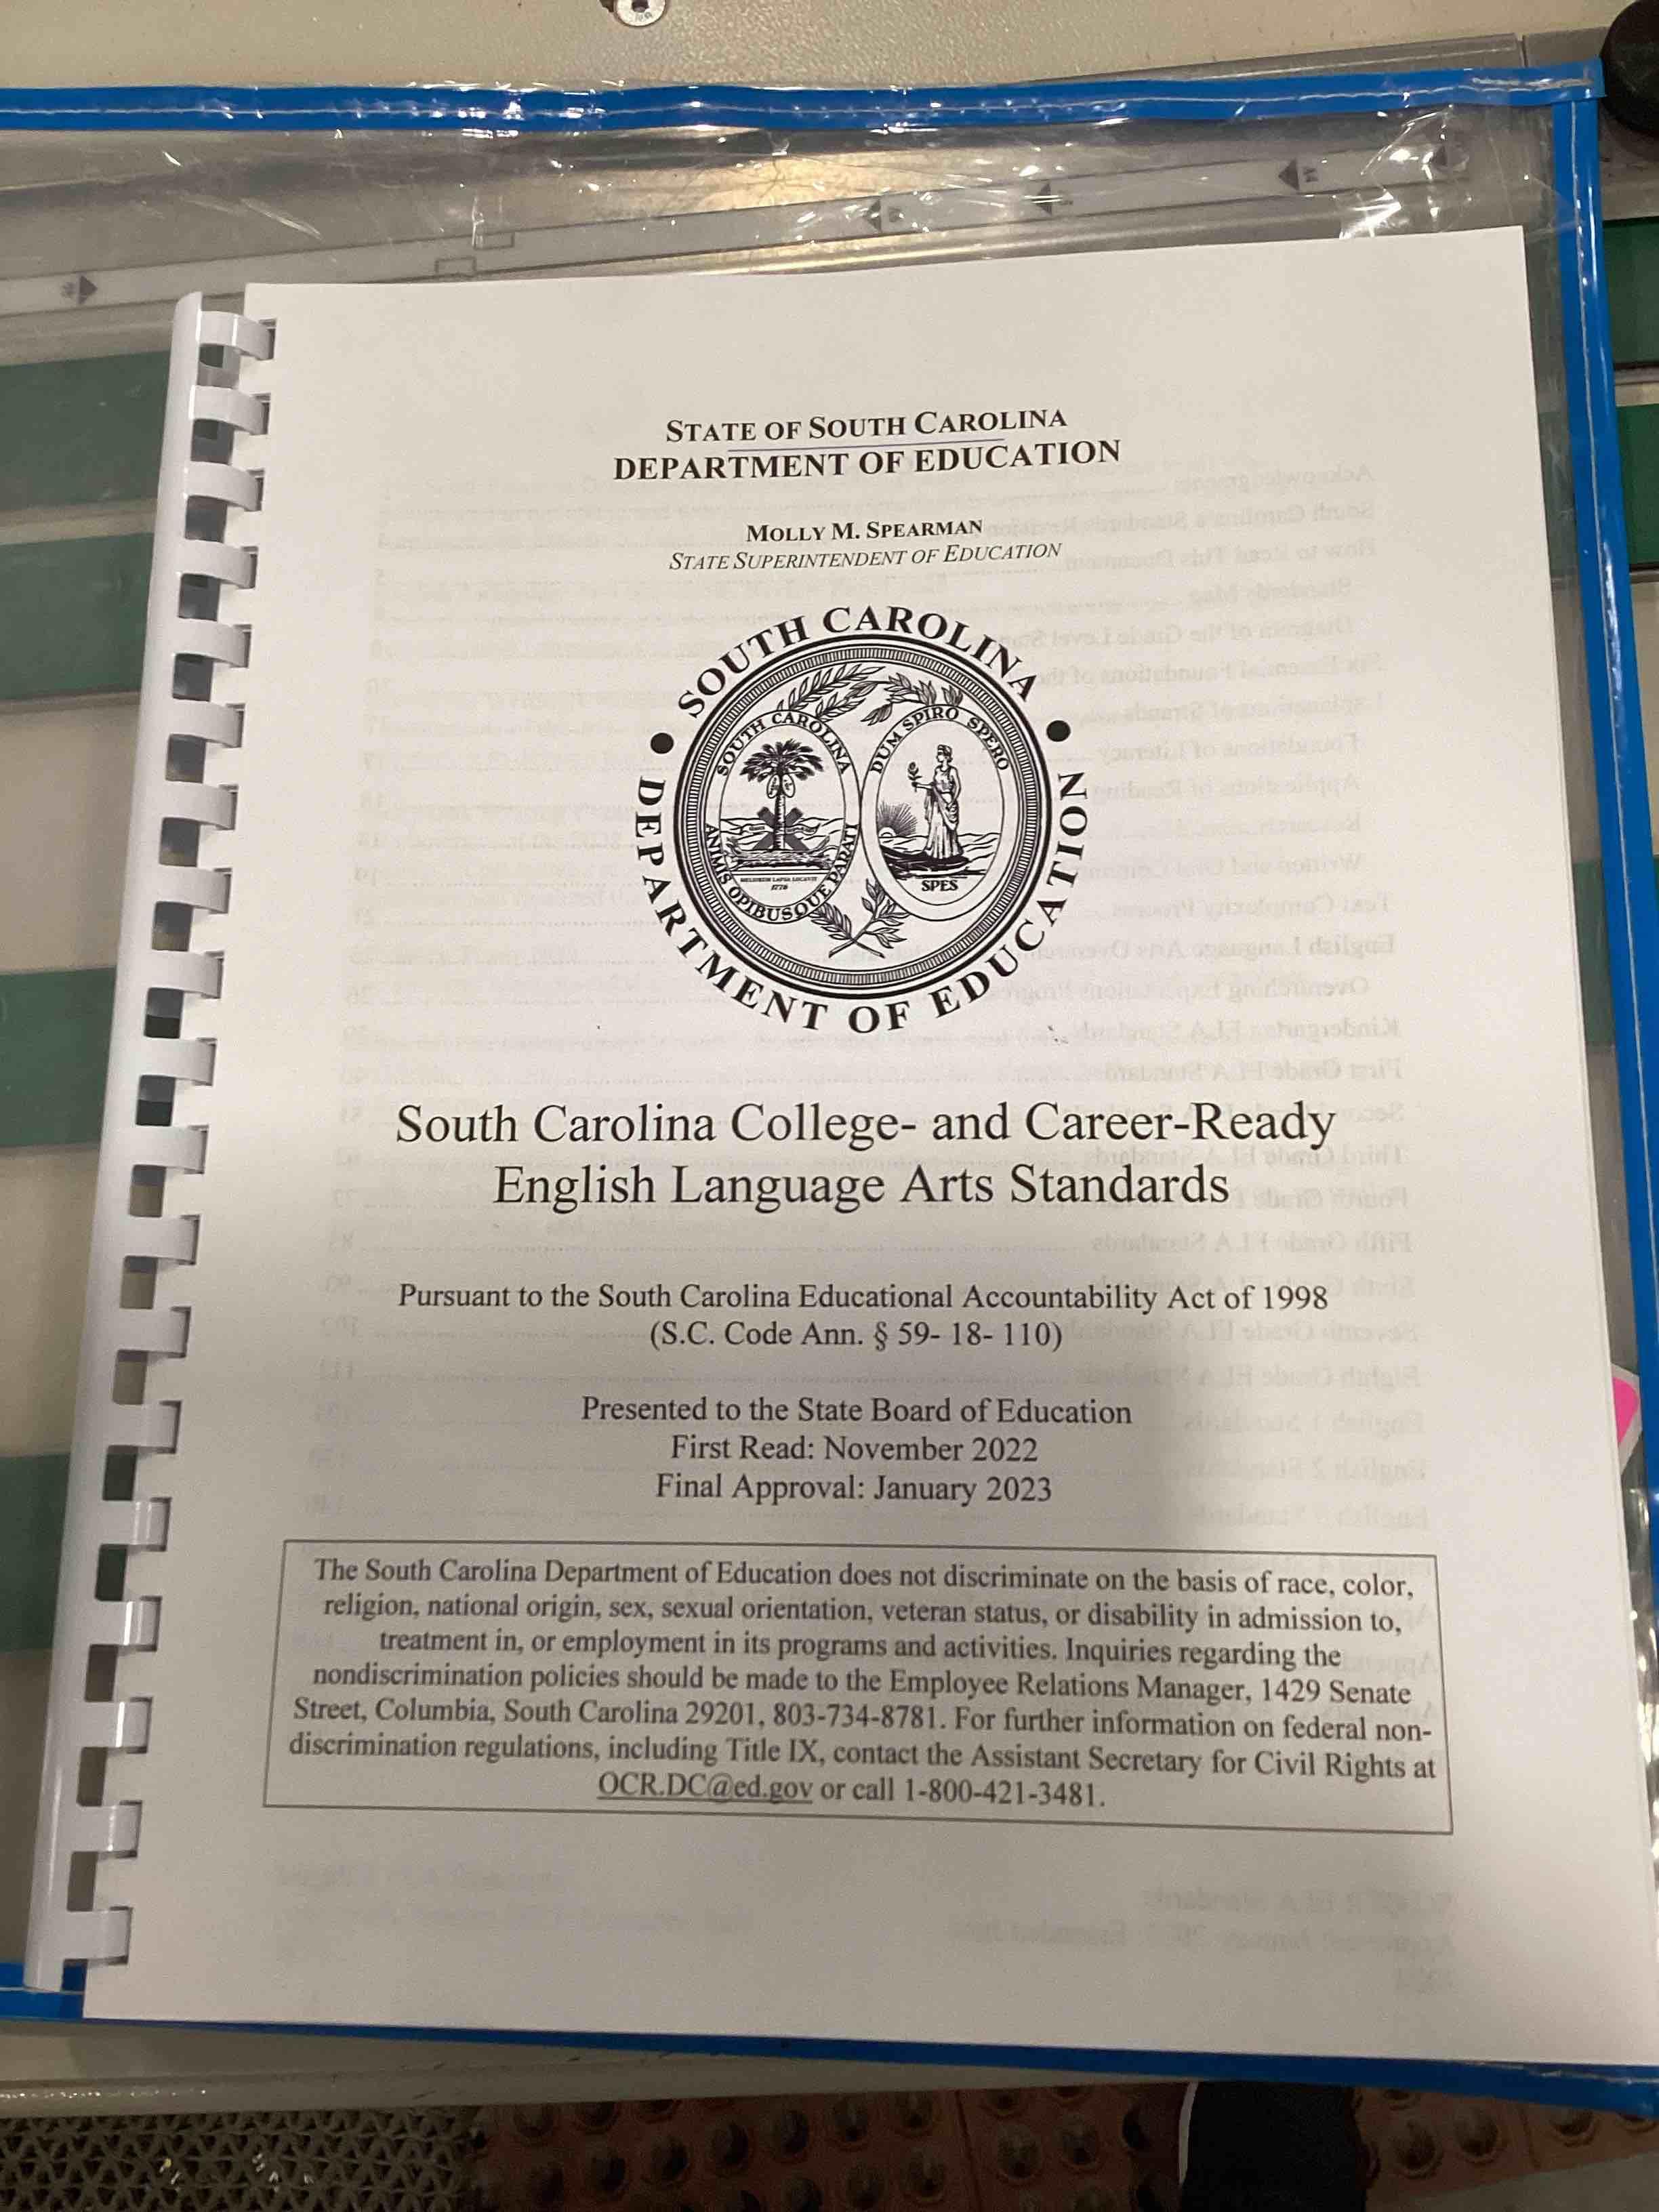 STATE OF SOUTH CAROLINA
DEPARTMENT OF EDUCATION
MOLLY M. SPEARMAN
STATE SUPERINTENDENT OF EDUCATION
SOUTH CAROLINA
DEPARTMENT OF EDUCATION
SOUTH CAROLINA
ANIMIS OPIBUSQUE PARATI
1776
DUM SPIRO SPERO
SPES
South Carolina College- and Career-Ready
English Language Arts Standards
Pursuant to the South Carolina Educational Accountability Act of 1998
(S.C. Code Ann. § 59- 18- 110)
Presented to the State Board of Education
First Read: November 2022
Final Approval: January 2023
The South Carolina Department of Education does not discriminate on the basis of race, color,
religion, national origin, sex, sexual orientation, veteran status, or disability in admission to,
treatment in, or employment in its programs and activities. Inquiries regarding the
nondiscrimination policies should be made to the Employee Relations Manager, 1429 Senate
Street, Columbia, South Carolina 29201, 803-734-8781. For further information on federal non-
discrimination regulations, including Title IX, contact the Assistant Secretary for Civil Rights at
OCR.DC@ed.gov or call 1-800-421-3481.